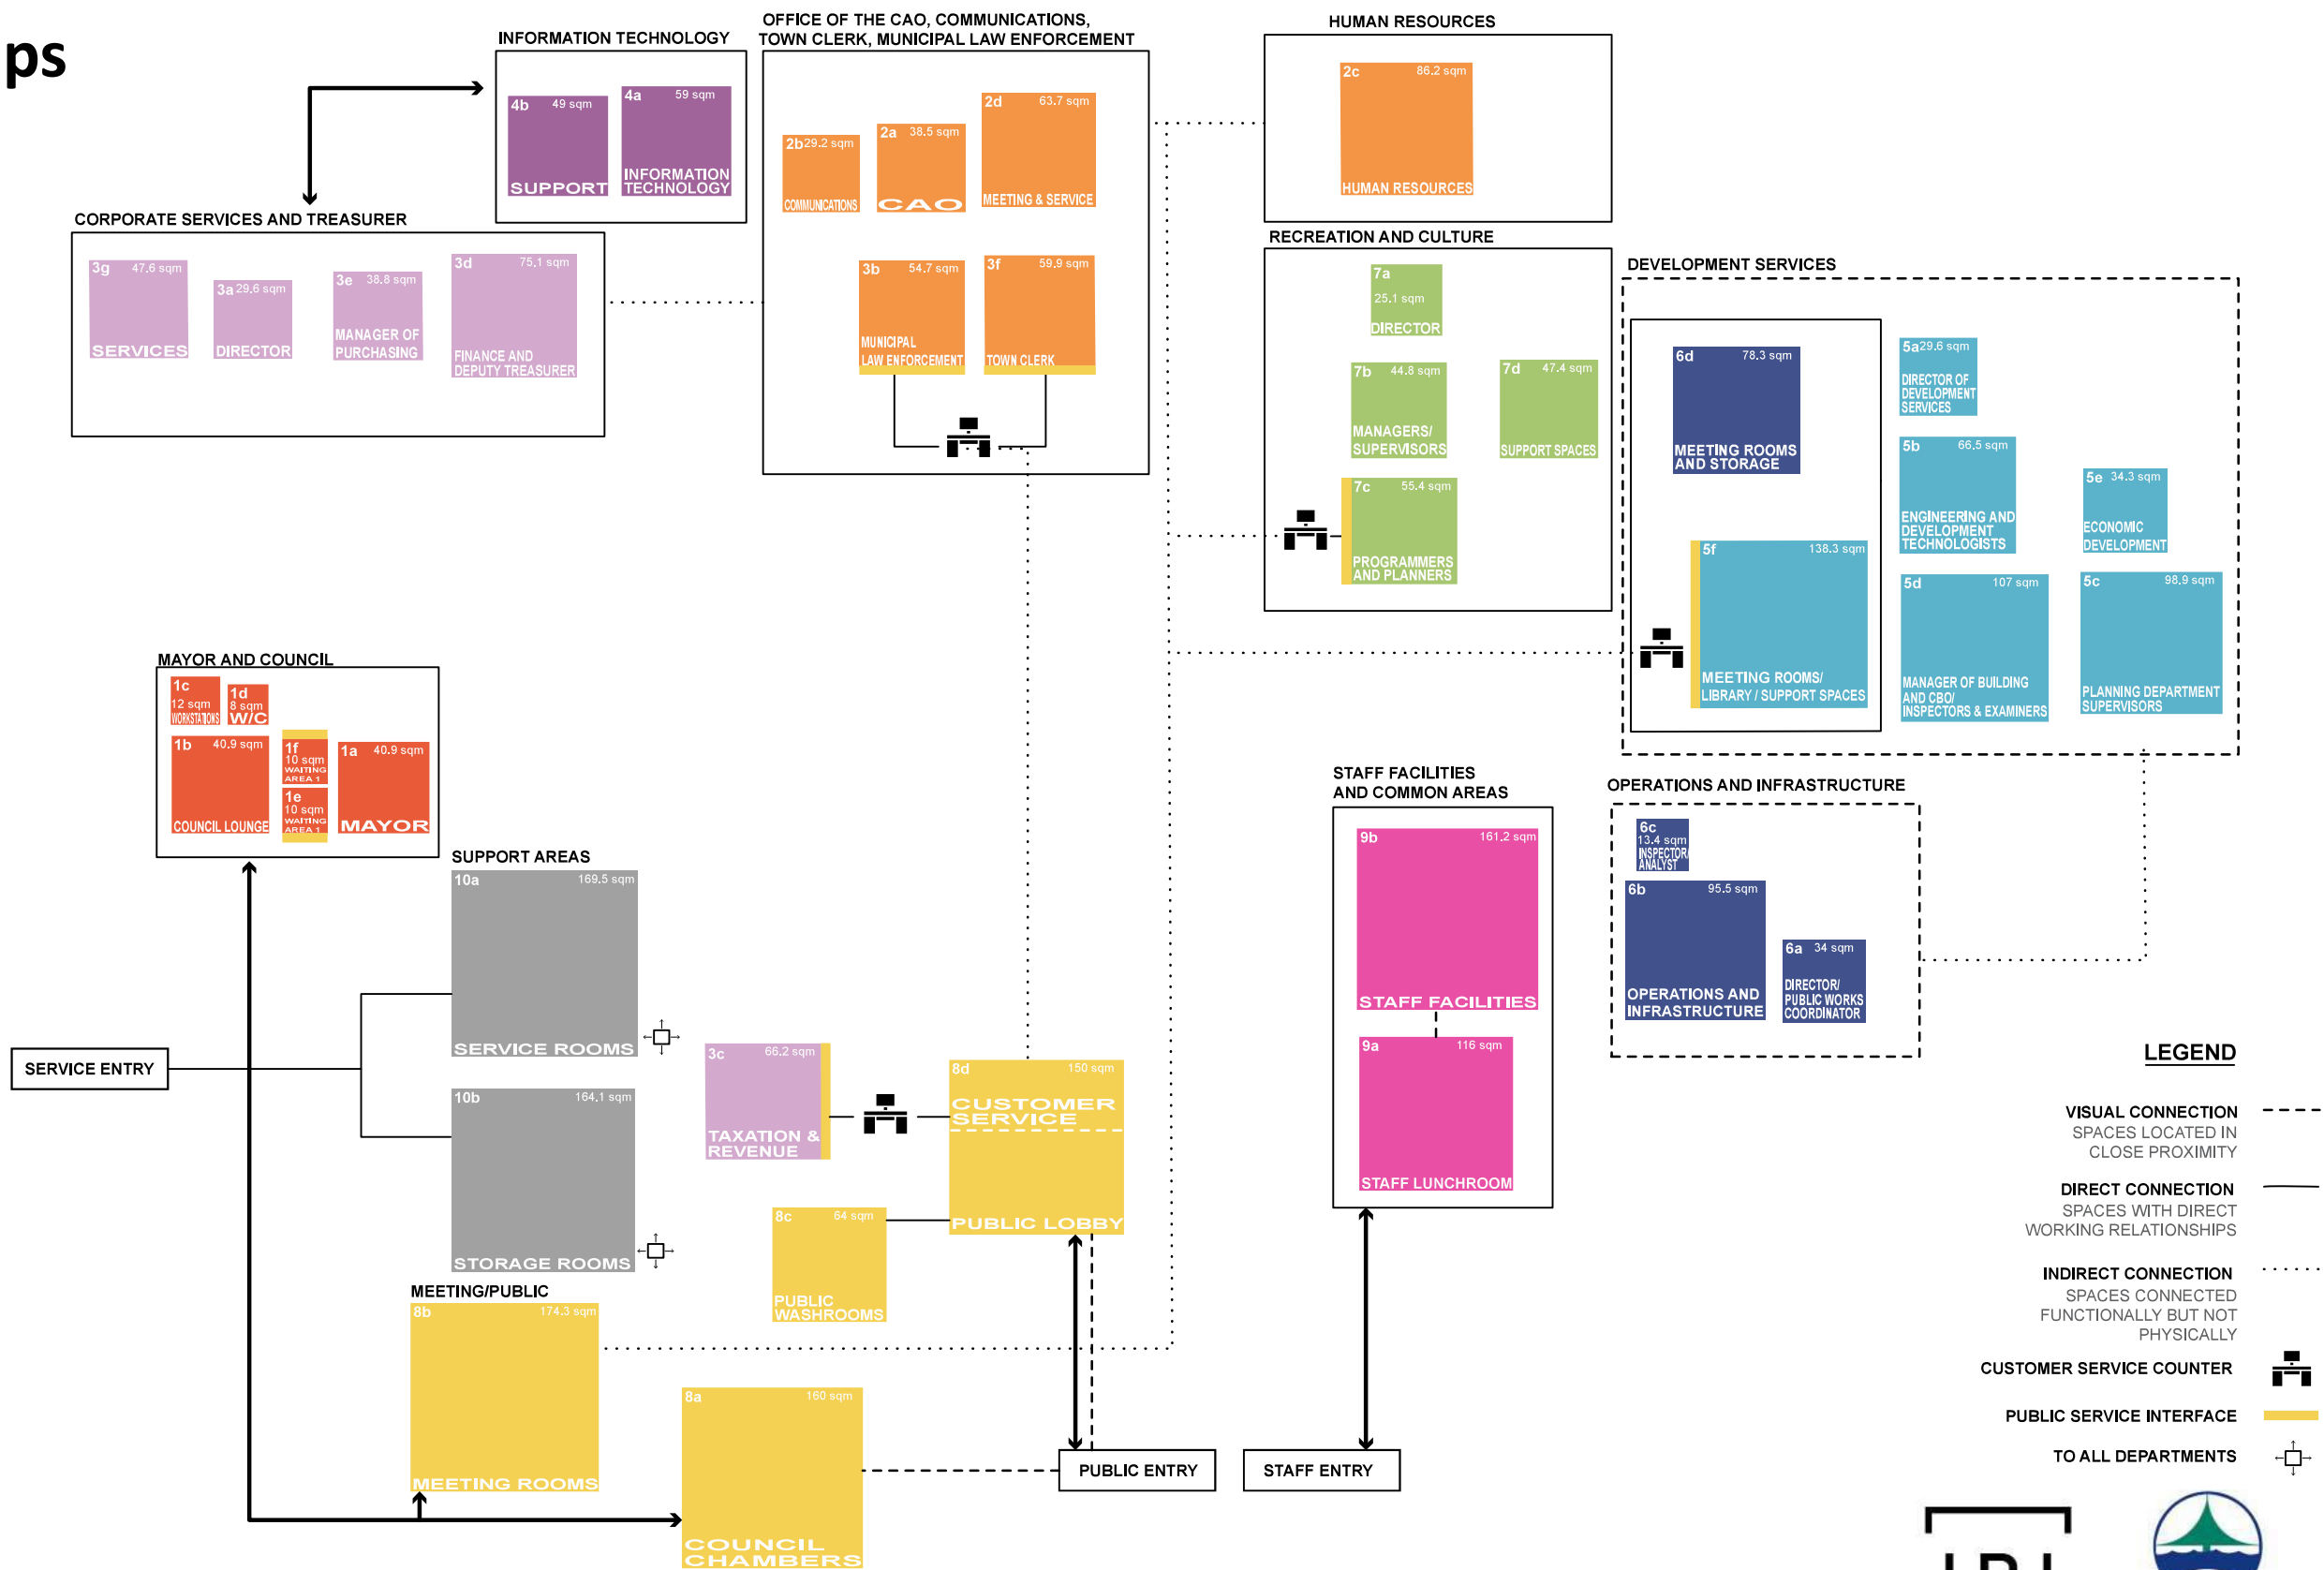 ps
INFORMATION TECHNOLOGY
4b 49 sqm
SUPPORT
4a 59 sqm
INFORMATION
TECHNOLOGY
OFFICE OF THE CAO, COMMUNICATIONS,
TOWN CLERK, MUNICIPAL LAW ENFORCEMENT
2b 29.2 sqm
COMMUNICATIONS
2a 38.5 sqm
CAO
2d 63.7 sqm
MEETING & SERVICE
3b 54.7 sqm
MUNICIPAL
LAW ENFORCEMENT
3f 59.9 sqm
TOWN CLERK
HUMAN RESOURCES
2c 86.2 sqm
HUMAN RESOURCES
CORPORATE SERVICES AND TREASURER
3g 47.6 sqm
SERVICES
3a 29.6 sqm
DIRECTOR
3e 38.8 sqm
MANAGER OF
PURCHASING
3d 75.1 sqm
FINANCE AND
DEPUTY TREASURER
RECREATION AND CULTURE
7a
25.1 sqm
DIRECTOR
7b 44.8 sqm
MANAGERS/
SUPERVISORS
7d 47.4 sqm
SUPPORT SPACES
7c 55.4 sqm
PROGRAMMERS
AND PLANNERS
DEVELOPMENT SERVICES
6d 78.3 sqm
MEETING ROOMS
AND STORAGE
5a 29.6 sqm
DIRECTOR OF
DEVELOPMENT
SERVICES
5b 66.5 sqm
ENGINEERING AND
DEVELOPMENT
TECHNOLOGISTS
5e 34.3 sqm
ECONOMIC
DEVELOPMENT
5f 138.3 sqm
MEETING ROOMS/
LIBRARY / SUPPORT SPACES
5d 107 sqm
MANAGER OF BUILDING
AND CBO/
INSPECTORS & EXAMINERS
5c 98.9 sqm
PLANNING DEPARTMENT
SUPERVISORS
MAYOR AND COUNCIL
1c
12 sqm
WORKSTATIONS
1d
8 sqm
W/C
1b 40.9 sqm
COUNCIL LOUNGE
1f
10 sqm
WAITING
AREA 1
1e
10 sqm
WAITING
AREA 1
1a 40.9 sqm
MAYOR
STAFF FACILITIES
AND COMMON AREAS
9b 161.2 sqm
STAFF FACILITIES
9a 116 sqm
STAFF LUNCHROOM
OPERATIONS AND INFRASTRUCTURE
6c
13.4 sqm
INSPECTOR/
ANALYST
6b 95.5 sqm
OPERATIONS AND
INFRASTRUCTURE
6a 34 sqm
DIRECTOR/
PUBLIC WORKS
COORDINATOR
SUPPORT AREAS
10a 169.5 sqm
SERVICE ROOMS
10b 164.1 sqm
STORAGE ROOMS
SERVICE ENTRY
3c 66.2 sqm
TAXATION &
REVENUE
8d 150 sqm
CUSTOMER
SERVICE
PUBLIC LOBBY
8c 64 sqm
PUBLIC
WASHROOMS
MEETING/PUBLIC
8b 174.3 sqm
MEETING ROOMS
8a 160 sqm
COUNCIL
CHAMBERS
PUBLIC ENTRY
STAFF ENTRY
LEGEND
VISUAL CONNECTION
SPACES LOCATED IN
CLOSE PROXIMITY
DIRECT CONNECTION
SPACES WITH DIRECT
WORKING RELATIONSHIPS
INDIRECT CONNECTION
SPACES CONNECTED
FUNCTIONALLY BUT NOT
PHYSICALLY
CUSTOMER SERVICE COUNTER
PUBLIC SERVICE INTERFACE
TO ALL DEPARTMENTS